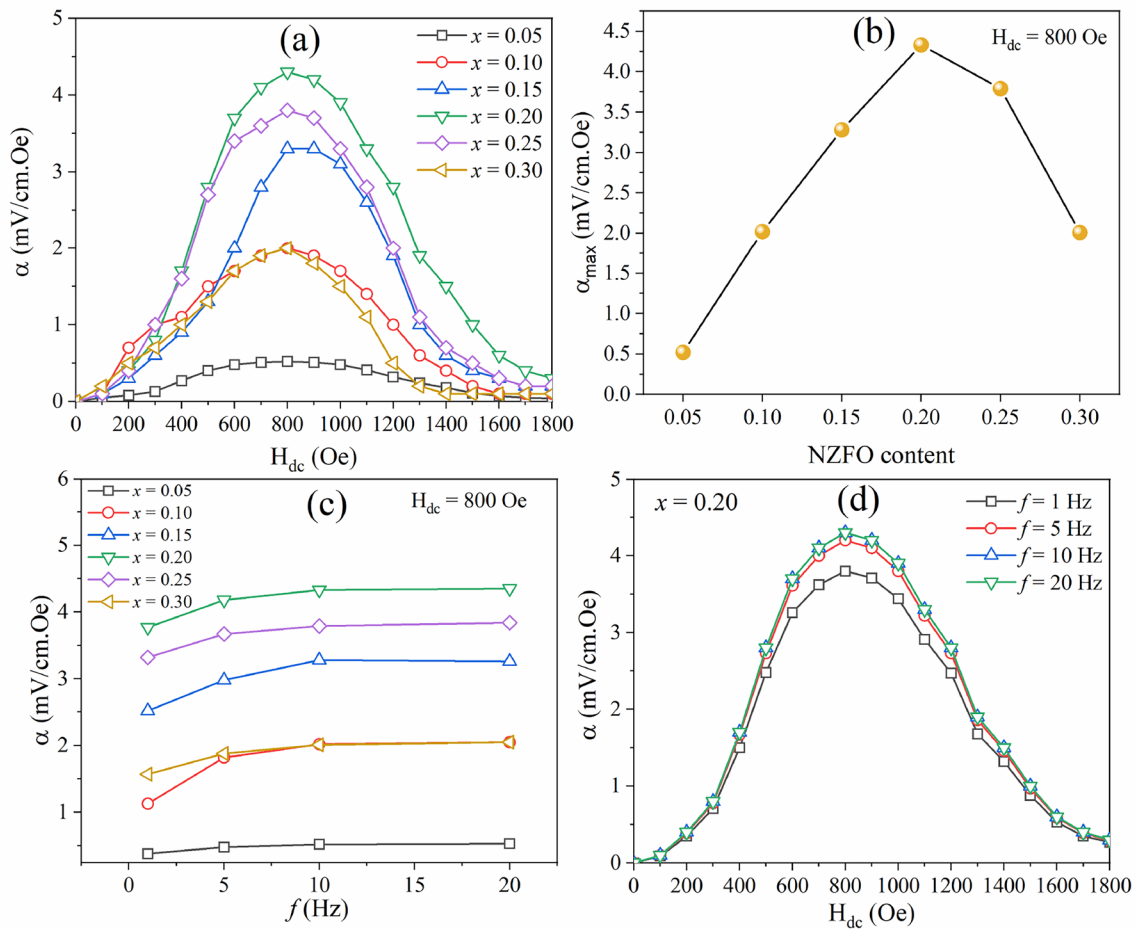 (a)
x = 0.05
x = 0.10
x = 0.15
x = 0.20
x = 0.25
x = 0.30
5
4
3
2
1
0
α (mV/cm.Oe)
0 200 400 600 800 1000 1200 1400 1600 1800
H_dc (Oe)
(b)
H_dc = 800 Oe
4.5
4.0
3.5
3.0
2.5
2.0
1.5
1.0
0.5
0.0
α_max (mV/cm.Oe)
0.05 0.10 0.15 0.20 0.25 0.30
NZFO content
(c)
H_dc = 800 Oe
x = 0.05
x = 0.10
x = 0.15
x = 0.20
x = 0.25
x = 0.30
6
5
4
3
2
1
α (mV/cm.Oe)
0 5 10 15 20
f (Hz)
x = 0.20
(d)
f = 1 Hz
f = 5 Hz
f = 10 Hz
f = 20 Hz
5
4
3
2
1
0
α (mV/cm.Oe)
0 200 400 600 800 1000 1200 1400 1600 1800
H_dc (Oe)